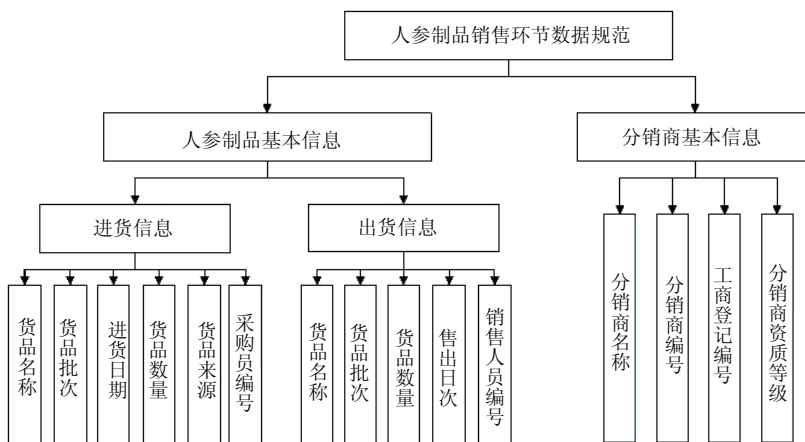 人参制品销售环节数据规范
人参制品基本信息
分销商基本信息
进货信息
出货信息
货品名称
货品批次
进货日期
货品数量
货品来源
采购员编号
货品名称
货品批次
货品数量
售出日次
销售人员编号
分销商名称
分销商编号
工商登记编号
分销商资质等级